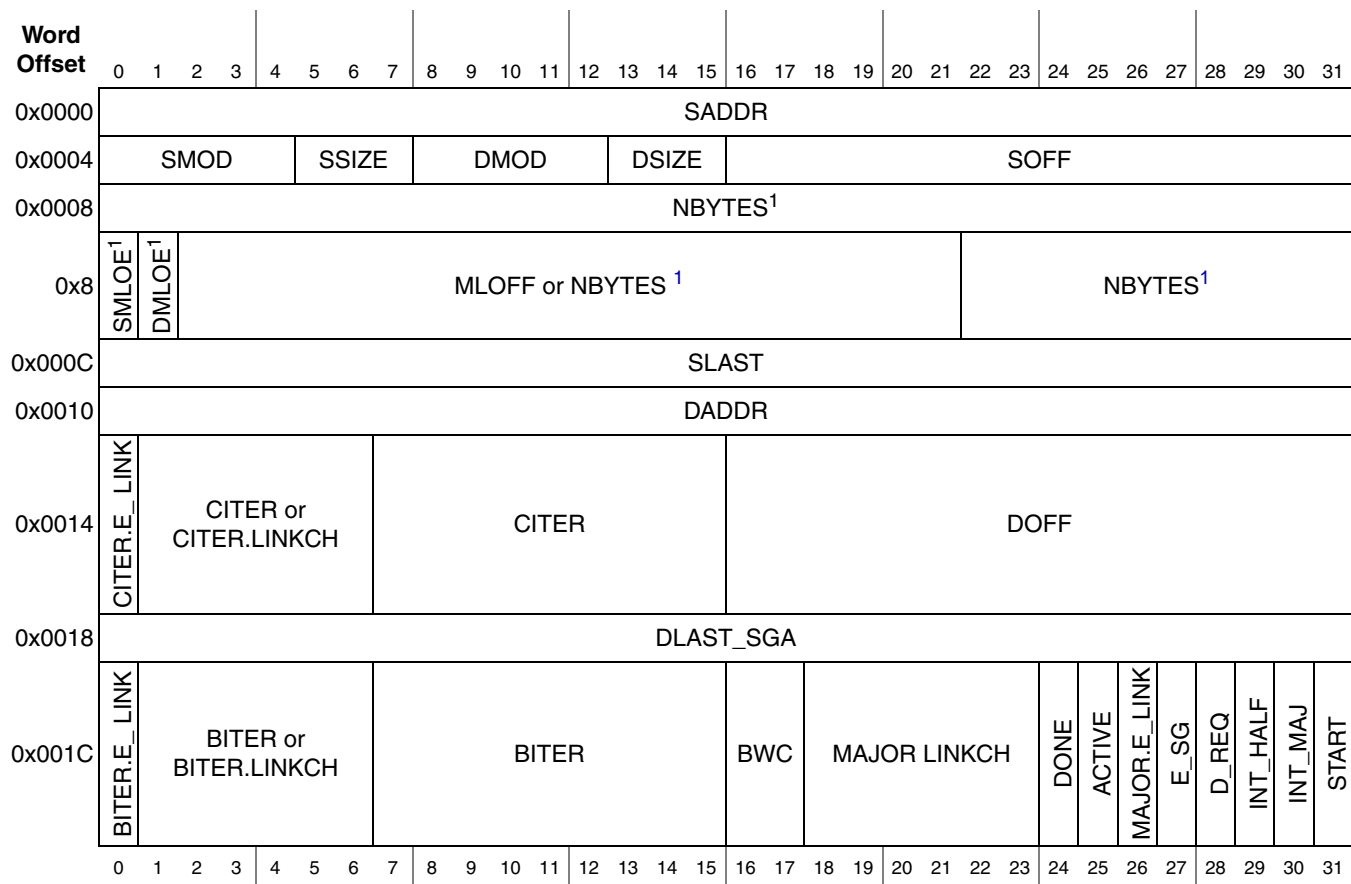 Word
Offset 0 1 2 3 4 5 6 7 8 9 10 11 12 13 14 15 16 17 18 19 20 21 22 23 24 25 26 27 28 29 30 31
0x0000 SADDR
0x0004 SMOD SSIZE DMOD DSIZE SOFF
0x0008 NBYTES1
0x8 SMLOE1 DMLOE1 MLOFF or NBYTES 1 NBYTES1
0x000C SLAST
0x0010 DADDR
0x0014 CITER.E_ LINK CITER or
CITER.LINKCH CITER DOFF
0x0018 DLAST_SGA
0x001C BITER.E_ LINK BITER or
BITER.LINKCH BITER BWC MAJOR LINKCH DONE ACTIVE MAJOR.E_LINK E_SG D_REQ INT_HALF INT_MAJ START
0 1 2 3 4 5 6 7 8 9 10 11 12 13 14 15 16 17 18 19 20 21 22 23 24 25 26 27 28 29 30 31